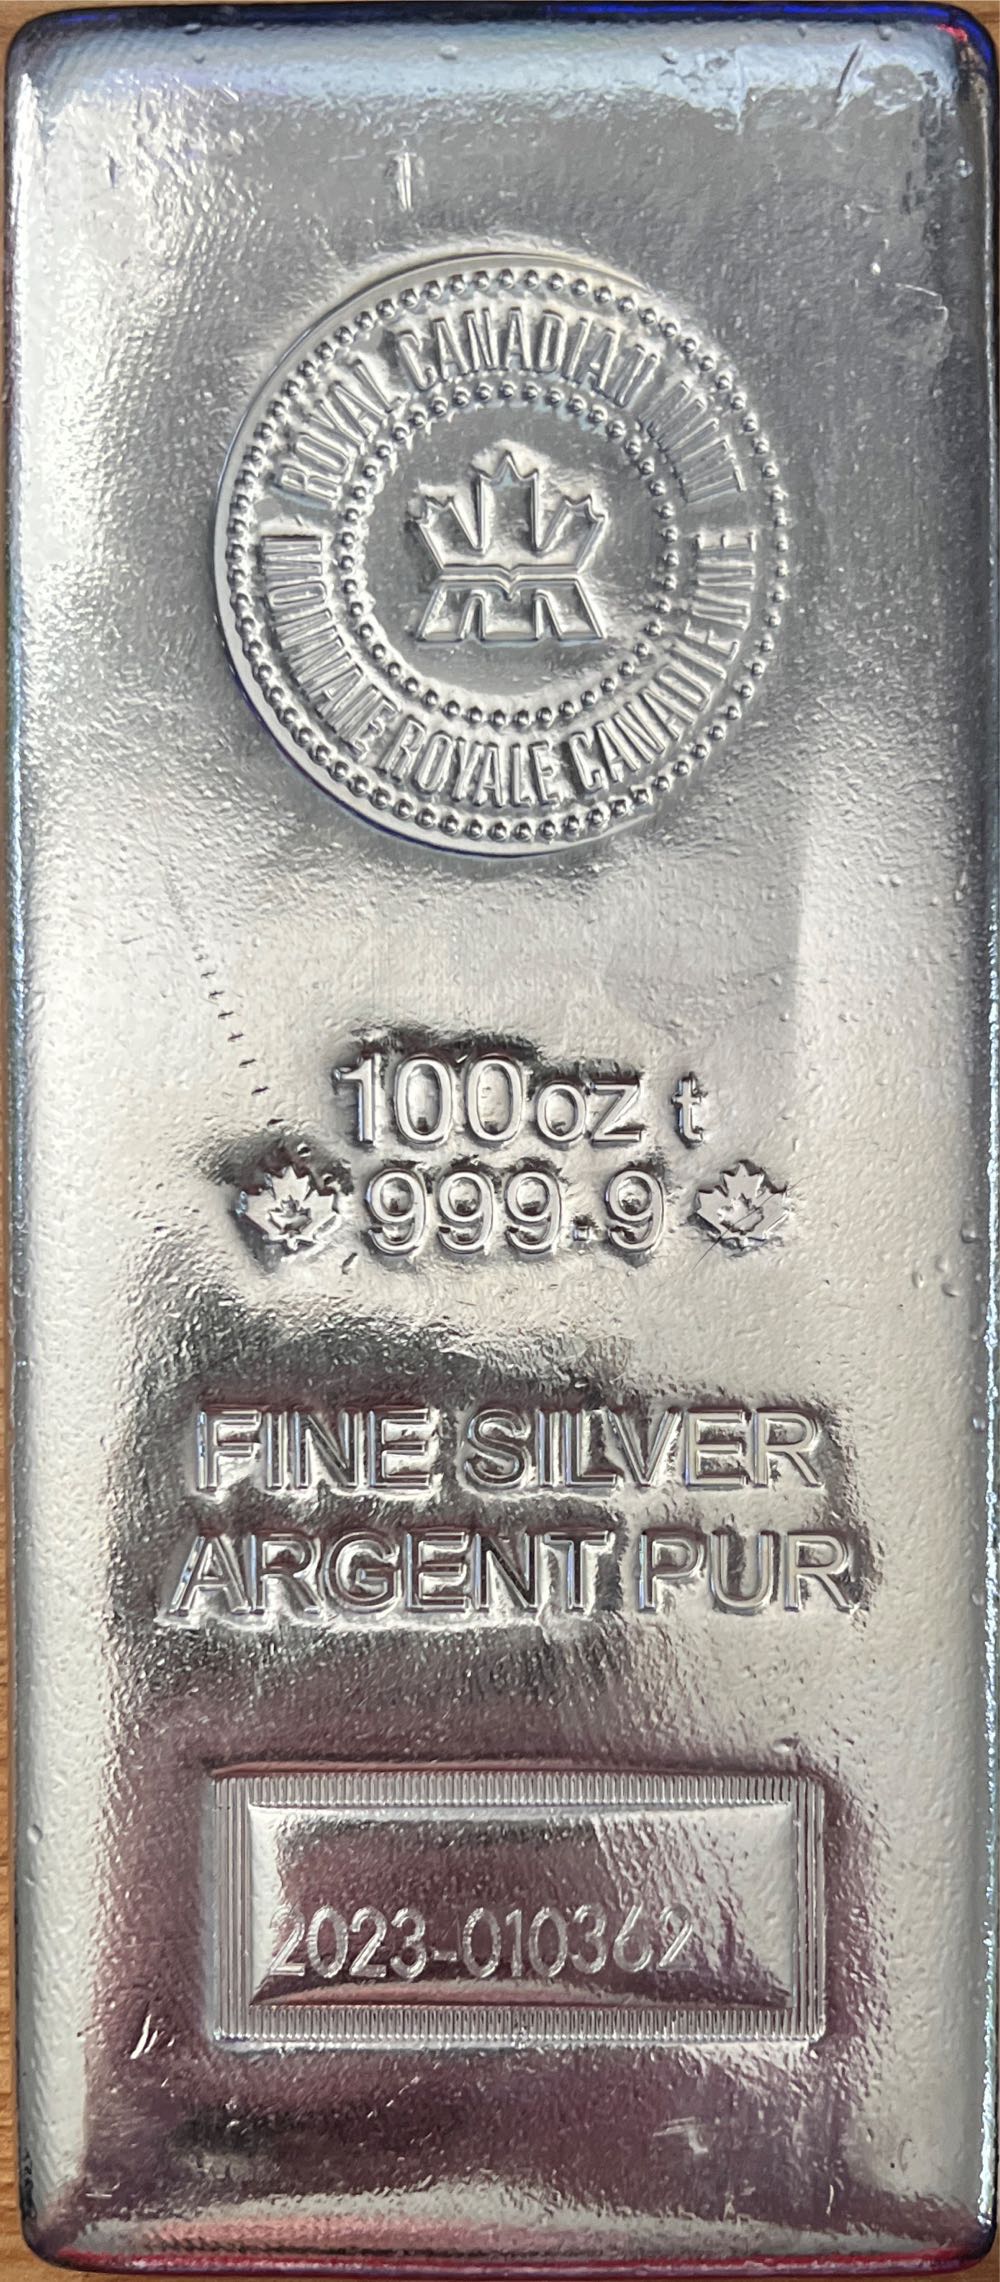 ROYAL CANADIAN MINT
MONNAIE ROYALE CANADIENNE
100oz t
999.9
FINE SILVER
ARGENT PUR
2023-010362